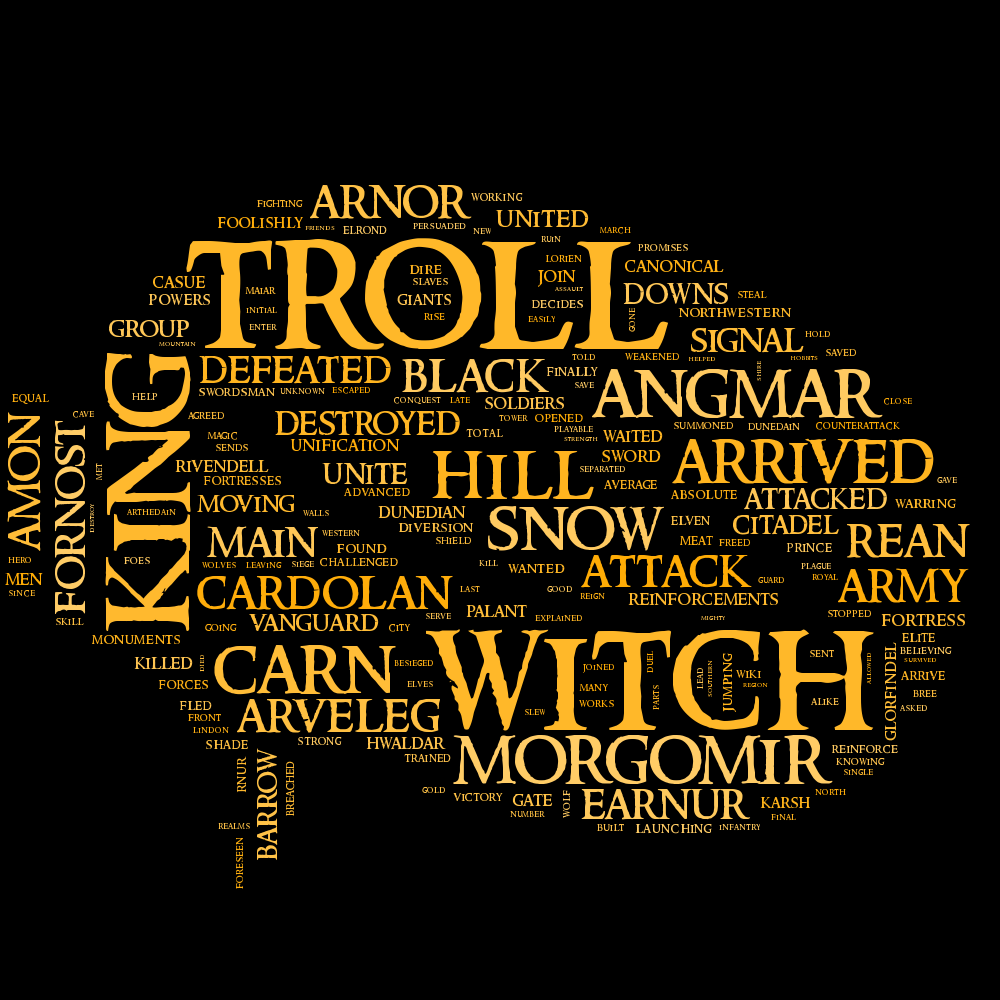 ARNOR
WORKING
FIGHTING
FOOLISHLY
FRIENDS
ELROND
PERSUADED
NEW
UNITED
RUIN
MARCH
TROLL
PROMISES
LORIEN
JOIN
ASSAULT
CANONICAL
CASUE
POWERS
MAIAR
DIRE
SLAVES
GIANTS
RISE
INITIAL
ENTER
DECIDES
EASILY
GONE
DOWNS
STEAL
NORTHWESTERN
GROUP
MOUNTAIN
SIGNAL
HOLD
SAVED
HOBBITS
HELPED
WEAKENED
TOLD
SAVE
SHIRE
KING
HELP
DEFEATED
SWORDSMAN
UNKNOWN
ESCAPED
BLACK
FINALLY
CONQUEST
LATE
SOLDIERS
ANGMAR
CLOSE
EQUAL
CAVE
AMON
FORNOST
MET
DESTROY
AGREED
DESTROYED
TOWER
OPENED
PLAYABLE
STRENGTH
SUMMONED
DUNEDAIN
COUNTERATTACK
MAGIC
SENDS
UNIFICATION
TOTAL
WAITED
SWORD
RIVENDELL
FORTRESSES
UNITE
ADVANCED
HILL
SEPARATED
AVERAGE
ARRIVED
GAVE
ABSOLUTE
ATTACKED
WARRING
MOVING
WALLS
ARTHEDAIN
DUNEDIAN
DIVERSION
SHIELD
SNOW
ELVEN
CITADEL
REAN
MAIN
WESTERN
FOUND
CHALLENGED
WOLVES
LEAVING
SIEGE
MEAT
FREED
PRINCE
FOES
HERO
MEN
SINCE
SKILL
KILL
WANTED
ATTACK
GUARD
PLAGUE
ROYAL
ARMY
CARDOLAN
LAST
GOOD
REIGN
REINFORCEMENTS
STOPPED
FORTRESS
GOING
VANGUARD
CITY
SERVE
PALANT
EXPLAINED
MIGHTY
MONUMENTS
WITCH
ELITE
BELIEVING
SURVIVED
KILLED
DIED
CARN
BESIEGED
ELVES
JOINED
MANY
WORKS
DUEL
PARTS
LEAD
SOUTHERN
JUMPING
WIKI
REGION
SENT
ALIKE
ALLOWED
GLORFINDEL
ARRIVE
BREE
ASKED
FORCES
FLED
FRONT
LINDON
ARVELEG
SLEW
SHADE
STRONG
HWALDAR
TRAINED
MORGOMIR
REINFORCE
KNOWING
SINGLE
RNUR
BARROW
BREACHED
GOLD
VICTORY
GATE
NUMBER
WOLF
EARNUR
KARSH
FINAL
NORTH
REALMS
FORESEEN
BUILT
LAUNCHING
INFANTRY